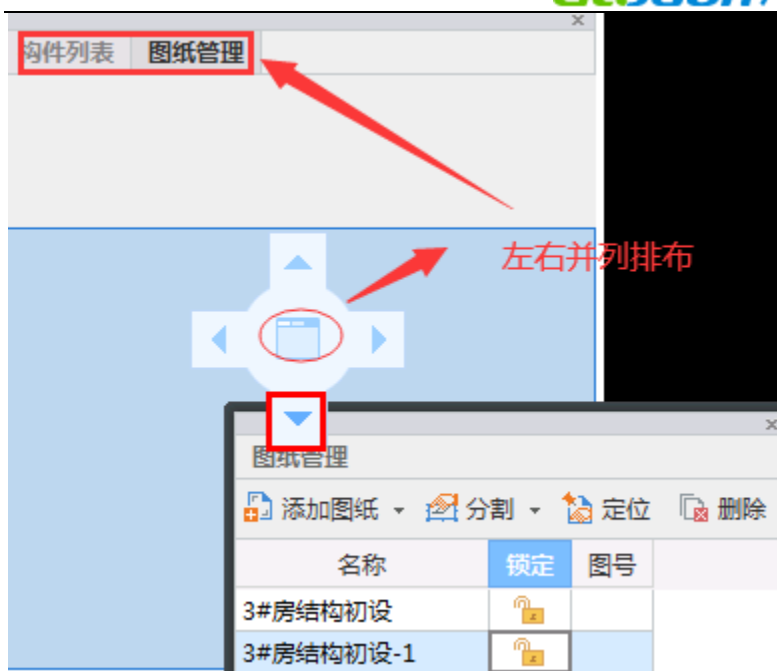 构件列表 图纸管理
左右并列排布
图纸管理
添加图纸 分割 定位 删除
名称 锁定 图号
3#房结构初设
3#房结构初设-1